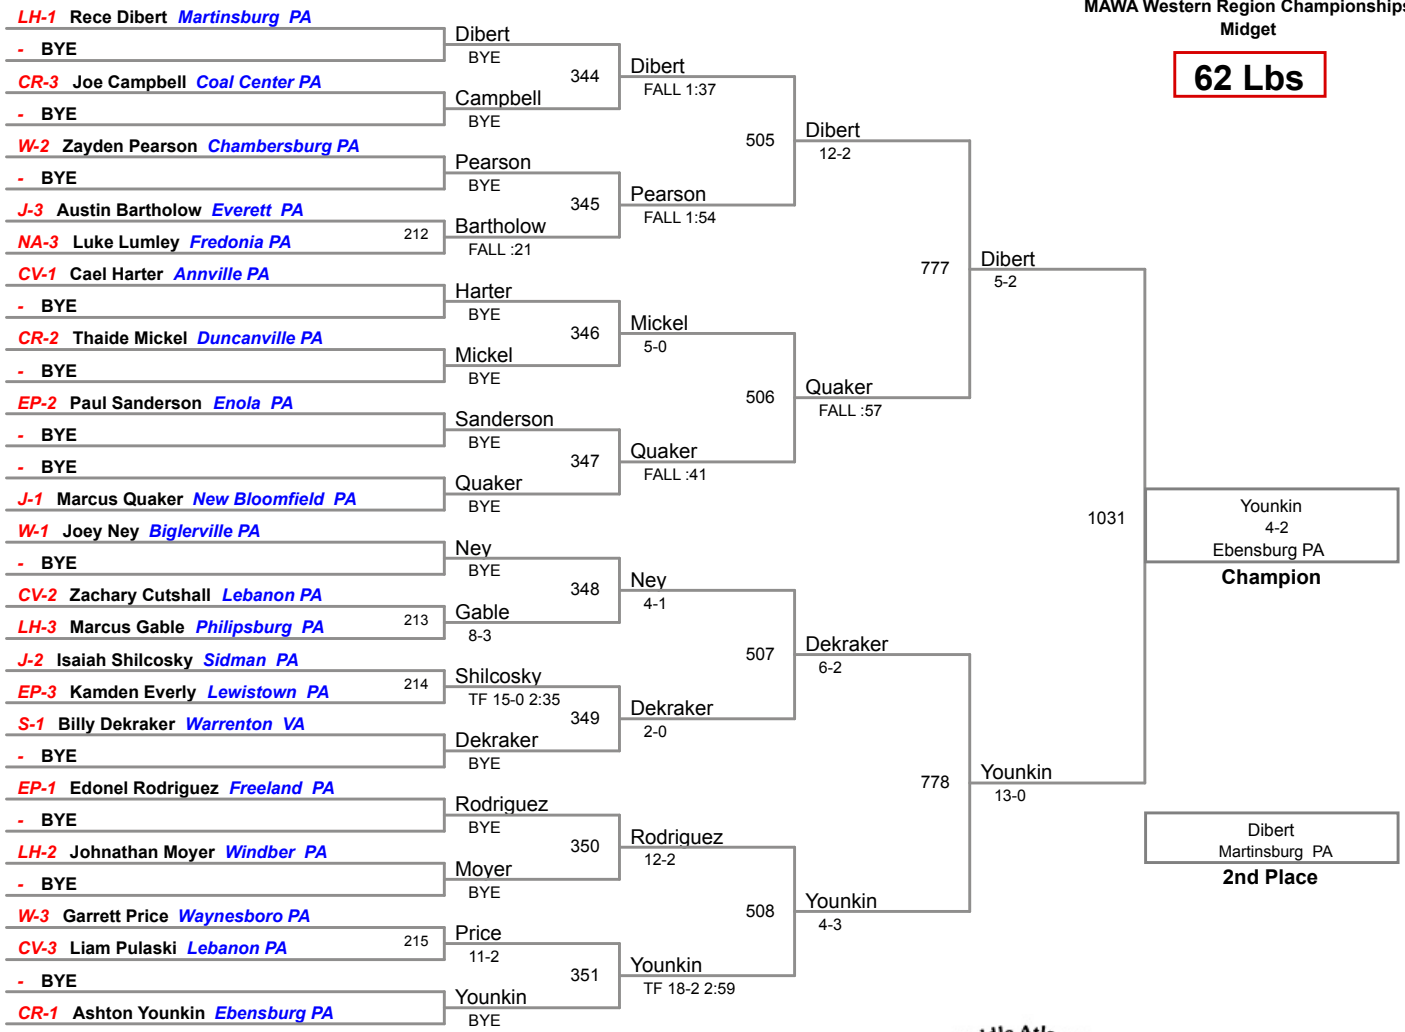 MAWA Western Region Championships
Midget
62 Lbs
LH-1 Rece Dibert Martinsburg PA
- BYE
CR-3 Joe Campbell Coal Center PA
- BYE
W-2 Zayden Pearson Chambersburg PA
- BYE
J-3 Austin Bartholow Everett PA
212
NA-3 Luke Lumley Fredonia PA
CV-1 Cael Harter Annville PA
- BYE
CR-2 Thaide Mickel Duncanville PA
- BYE
EP-2 Paul Sanderson Enola PA
- BYE
- BYE
J-1 Marcus Quaker New Bloomfield PA
W-1 Joey Ney Biglerville PA
- BYE
CV-2 Zachary Cutshall Lebanon PA
213
LH-3 Marcus Gable Philipsburg PA
J-2 Isaiah Shilcosky Sidman PA
214
EP-3 Kamden Everly Lewistown PA
S-1 Billy Dekraker Warrenton VA
- BYE
EP-1 Edonel Rodriguez Freeland PA
- BYE
LH-2 Johnathan Moyer Windber PA
- BYE
W-3 Garrett Price Waynesboro PA
215
CV-3 Liam Pulaski Lebanon PA
- BYE
CR-1 Ashton Younkin Ebensburg PA
Dibert
BYE
344
Campbell
BYE
Pearson
BYE
345
Bartholow
FALL :21
Harter
BYE
346
Mickel
BYE
Sanderson
BYE
347
Quaker
BYE
Ney
BYE
348
Gable
8-3
Shilcosky
TF 15-0 2:35
349
Dekraker
BYE
Rodriguez
BYE
350
Moyer
BYE
Price
11-2
351
Younkin
BYE
Dibert
FALL 1:37
505
Pearson
FALL 1:54
Mickel
5-0
506
Quaker
FALL :41
Ney
4-1
507
Dekraker
2-0
Rodriguez
12-2
508
Younkin
TF 18-2 2:59
Dibert
12-2
777
Quaker
FALL :57
Dekraker
6-2
778
Younkin
4-3
Dibert
5-2
1031
Younkin
13-0
Younkin
4-2
Ebensburg PA
Champion
Dibert
Martinsburg PA
2nd Place